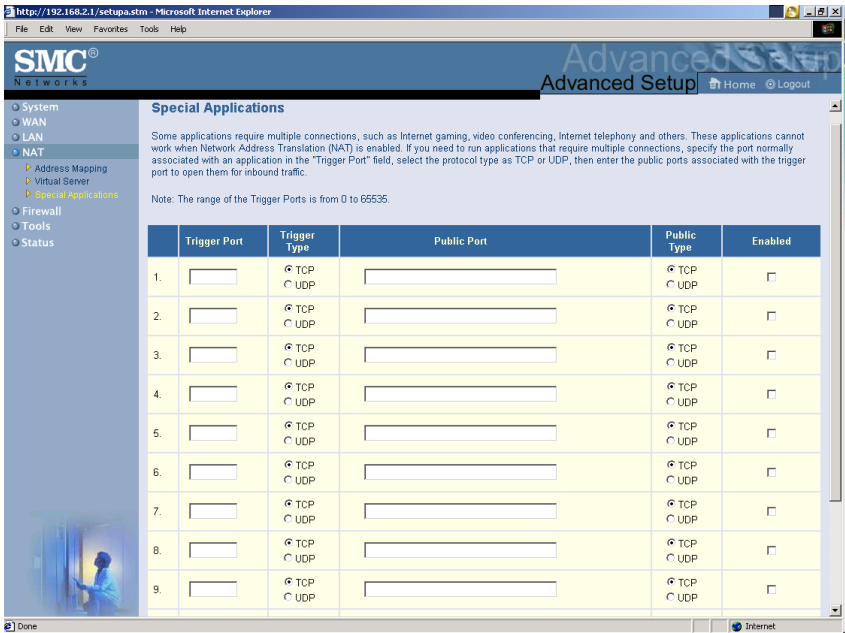 http://192.168.2.1/setupa.stm - Microsoft Internet Explorer
File Edit View Favorites Tools Help
SMC®
Networks
Advanced Setup
Advanced Setup
Home
Logout
System
WAN
LAN
NAT
Address Mapping
Virtual Server
Special Applications
Firewall
Tools
Status
Special Applications
Some applications require multiple connections, such as Internet gaming, video conferencing, Internet telephony and others. These applications cannot
work when Network Address Translation (NAT) is enabled. If you need to run applications that require multiple connections, specify the port normally
associated with an application in the "Trigger Port" field, select the protocol type as TCP or UDP, then enter the public ports associated with the trigger
port to open them for inbound traffic.
Note: The range of the Trigger Ports is from 0 to 65535.
Trigger Port
Trigger
Type
Public Port
Public
Type
Enabled
1.
TCP
UDP
TCP
UDP
2.
TCP
UDP
TCP
UDP
3.
TCP
UDP
TCP
UDP
4.
TCP
UDP
TCP
UDP
5.
TCP
UDP
TCP
UDP
6.
TCP
UDP
TCP
UDP
7.
TCP
UDP
TCP
UDP
8.
TCP
UDP
TCP
UDP
9.
TCP
UDP
TCP
UDP
Done
Internet